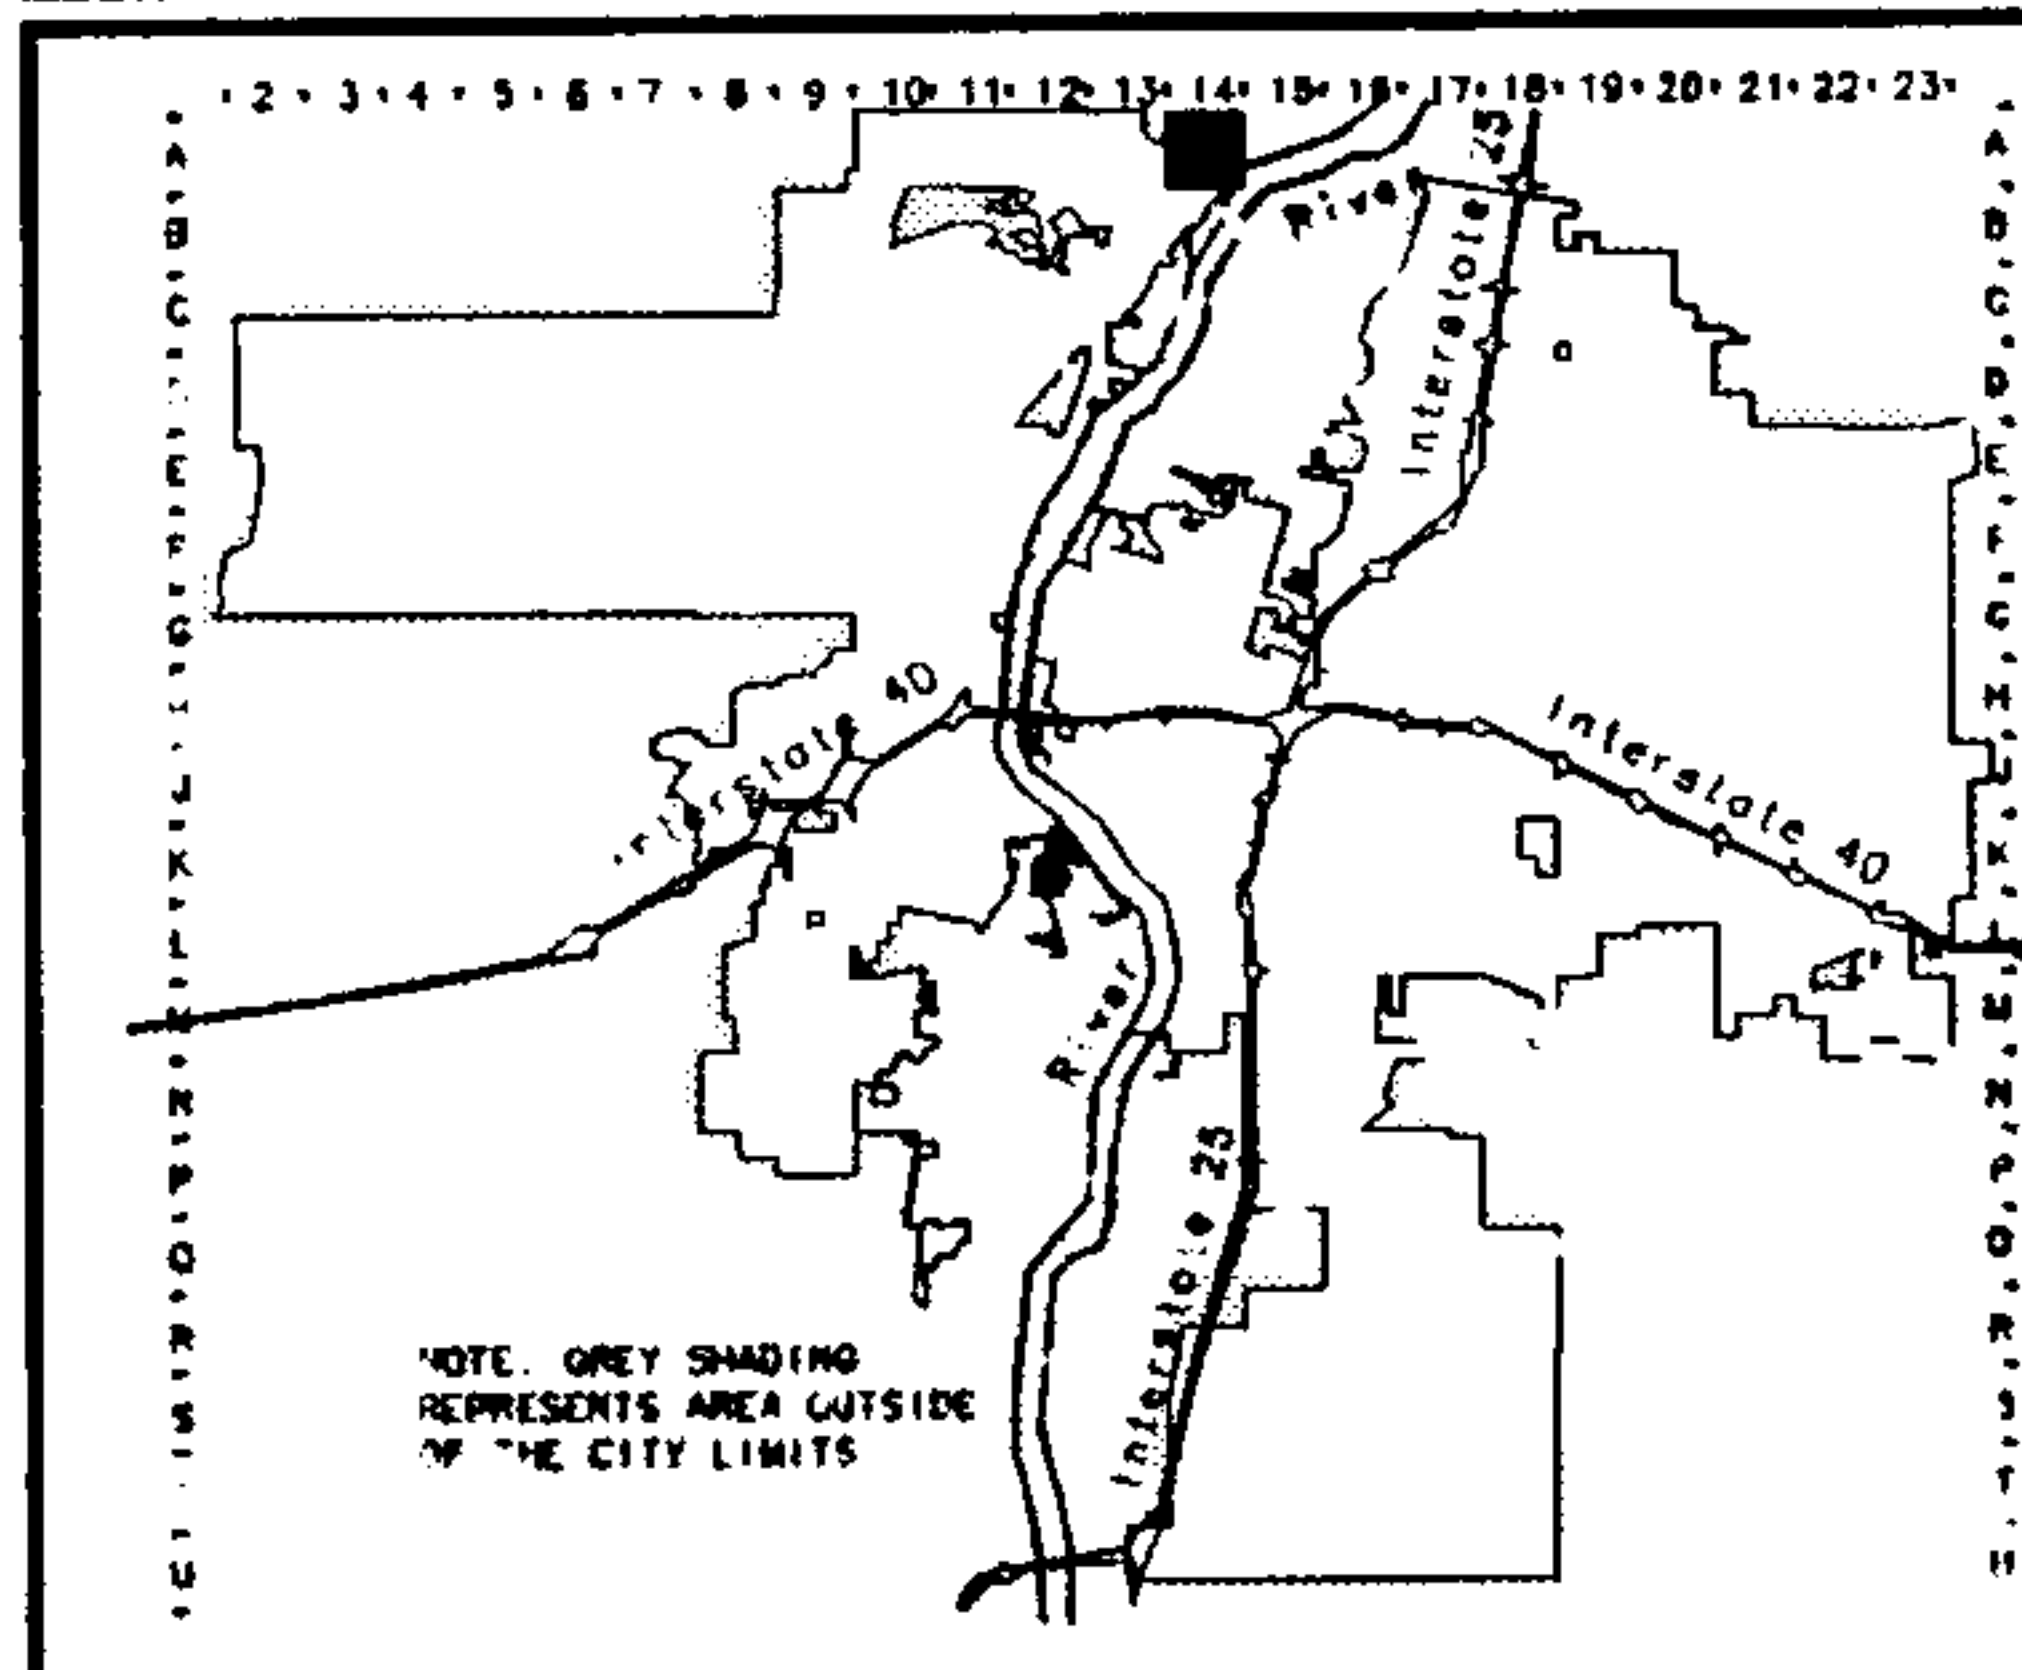 2 3 4 5 6 7 8 9 10 11 12 13 14 15 16 17 18 19 20 21 22 23
A A
B B
C C
D
E E
F F
G G
H H
J J
K K
L L
M M
N N
P P
Q Q
R R
S S
T
U
River
Interstate 25
Interstate 40
Interstate 40
River
Interstate 25
NOTE. GREY SHADING
REPRESENTS AREA OUTSIDE
OF THE CITY LIMITS